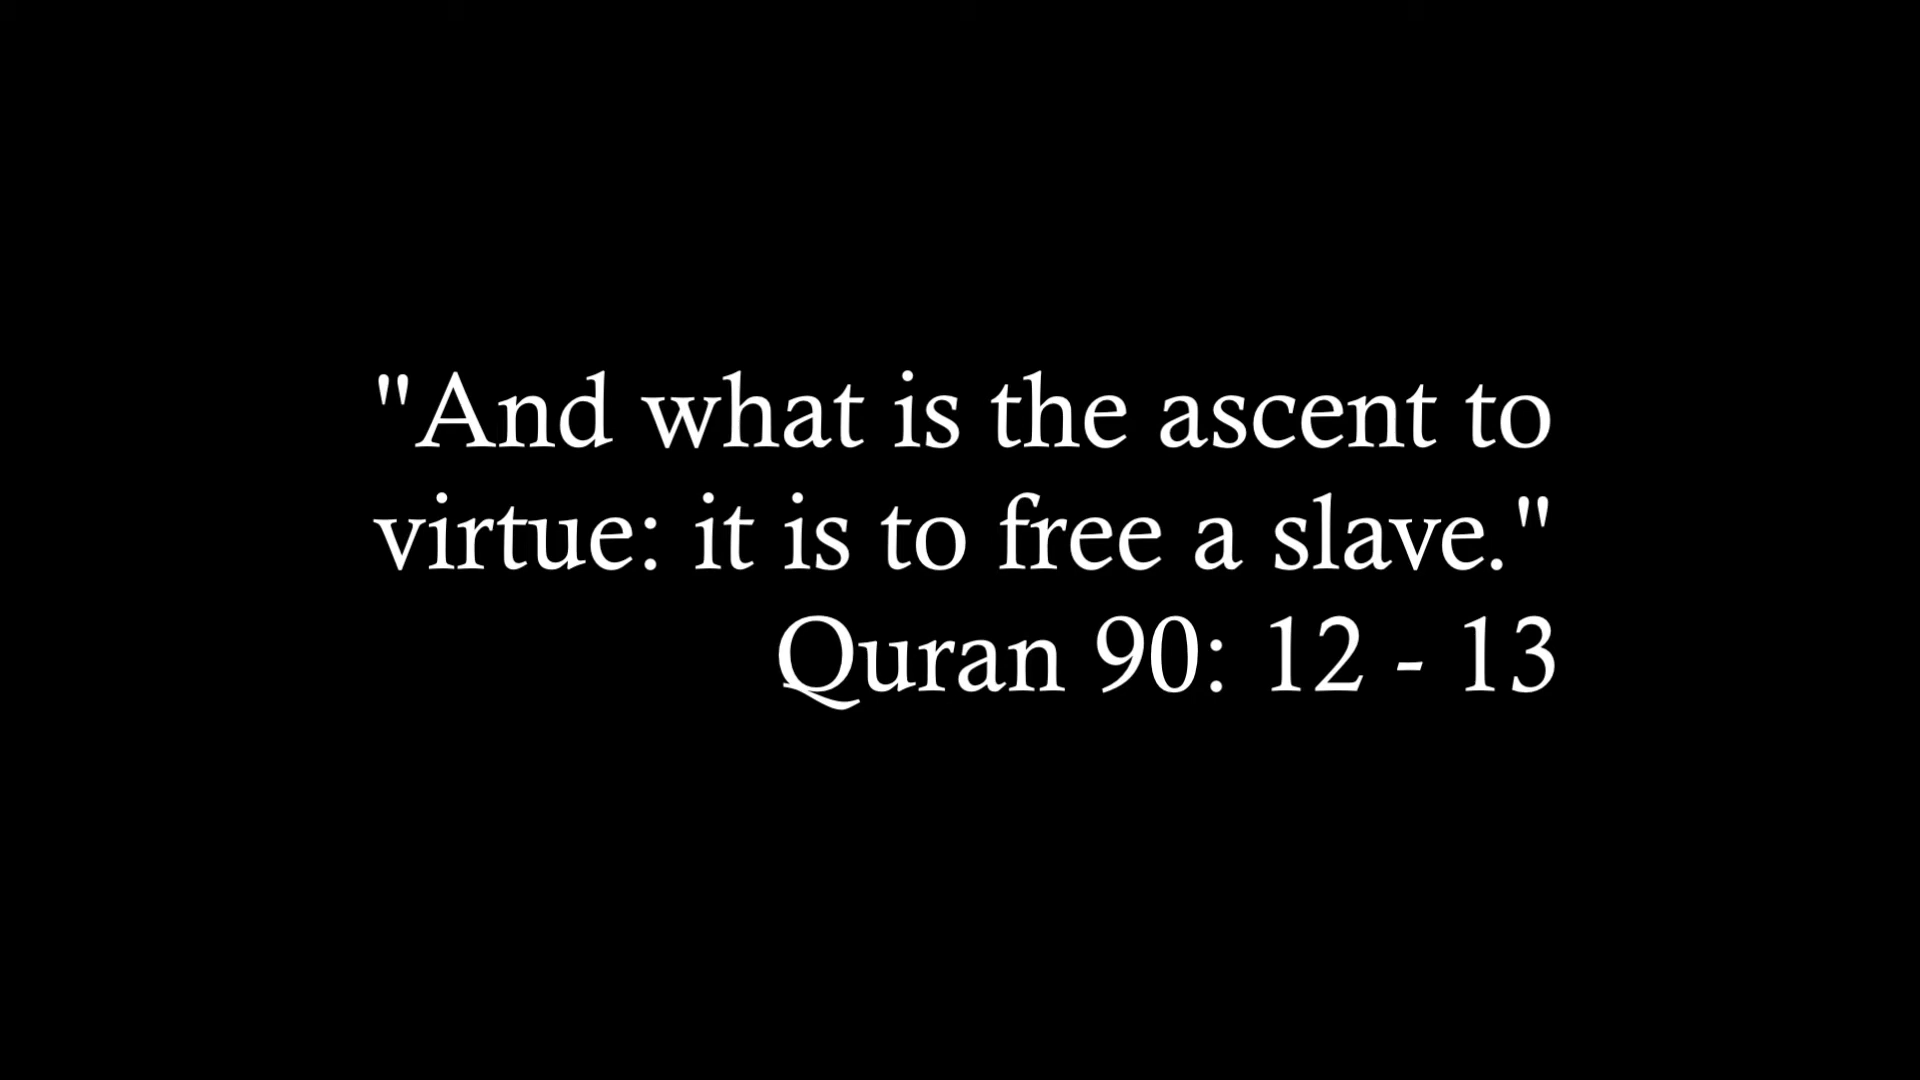 "And what is the ascent to
virtue: it is to free a slave."
Quran 90: 12 - 13